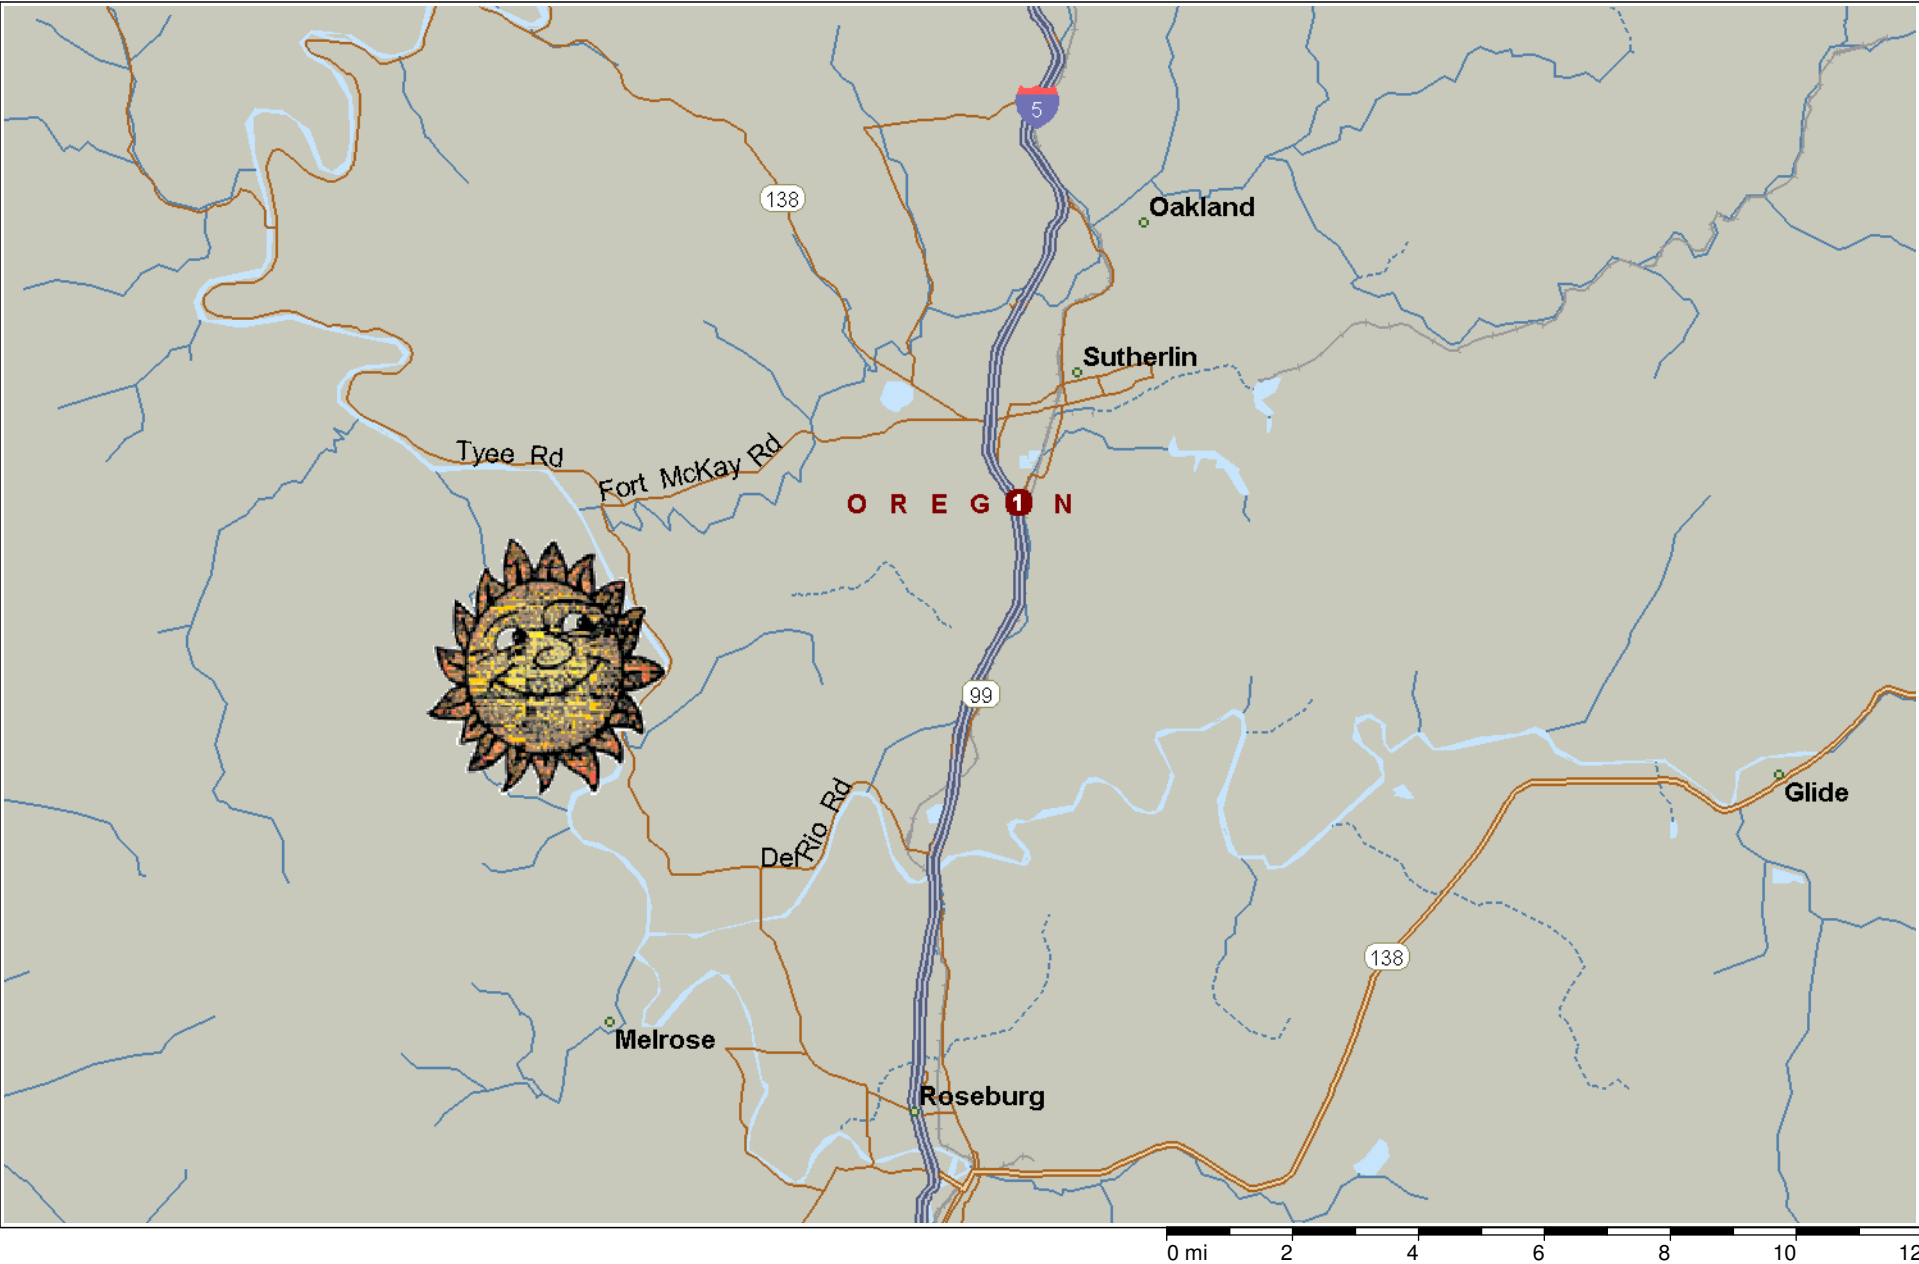 5
138
Oakland
Sutherlin
Tyee Rd
Fort McKay Rd
O R E G 1 N
99
Glide
Del Rio Rd
138
Melrose
Roseburg
0 mi 2 4 6 8 10 12